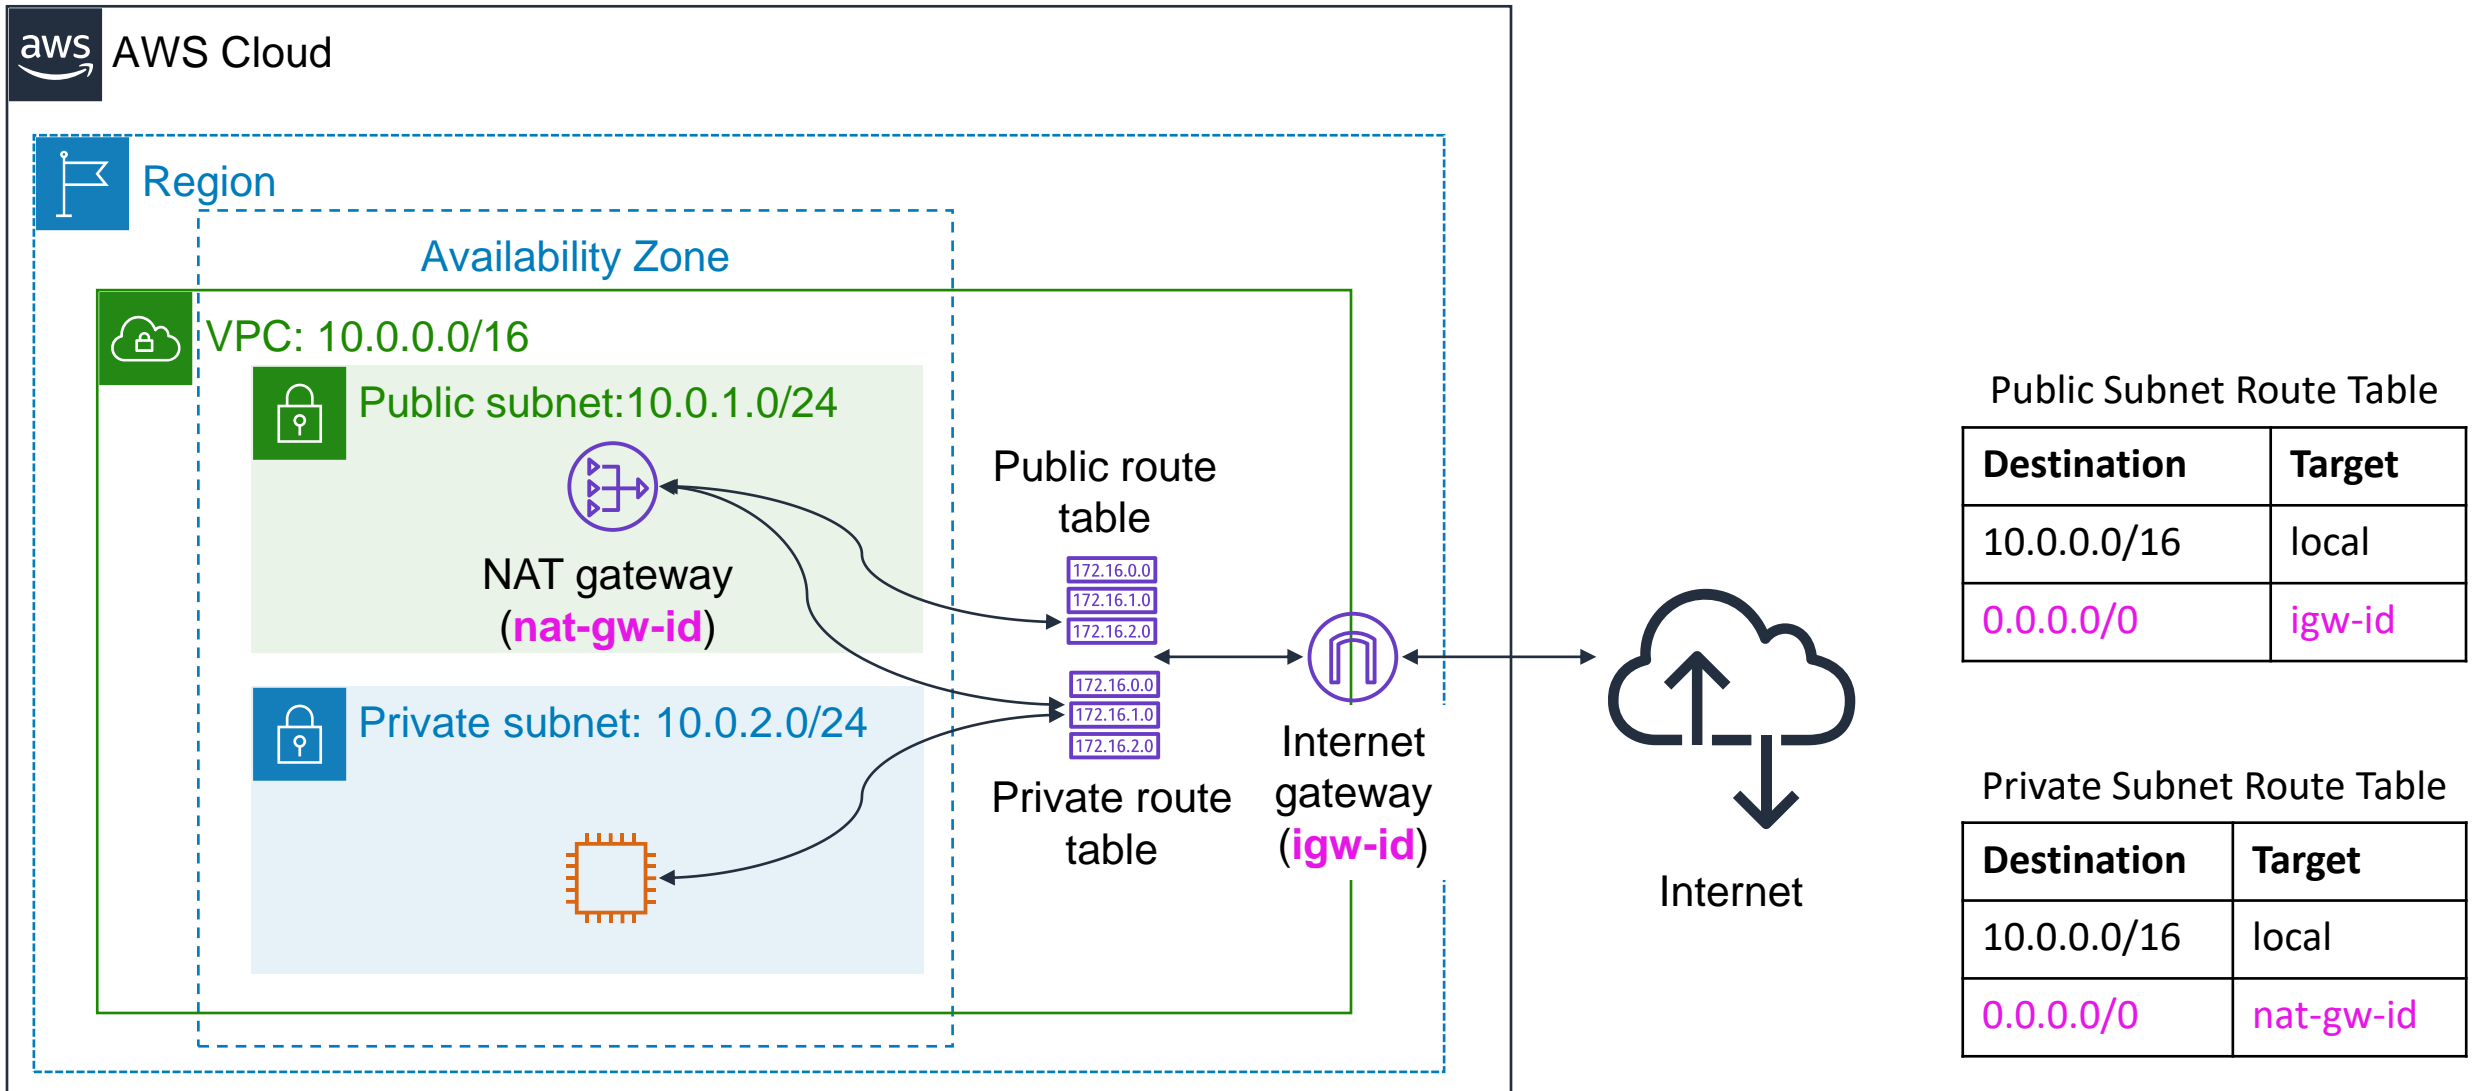 aws
AWS Cloud
Region
Availability Zone
VPC: 10.0.0.0/16
Public subnet:10.0.1.0/24
NAT gateway
(nat-gw-id)
Private subnet: 10.0.2.0/24
Public route
table
172.16.0.0
172.16.1.0
172.16.2.0
172.16.0.0
172.16.1.0
172.16.2.0
Private route
table
Internet
gateway
(igw-id)
Internet
Public Subnet Route Table
Destination Target
10.0.0.0/16 local
0.0.0.0/0 igw-id
Private Subnet Route Table
Destination Target
10.0.0.0/16 local
0.0.0.0/0 nat-gw-id